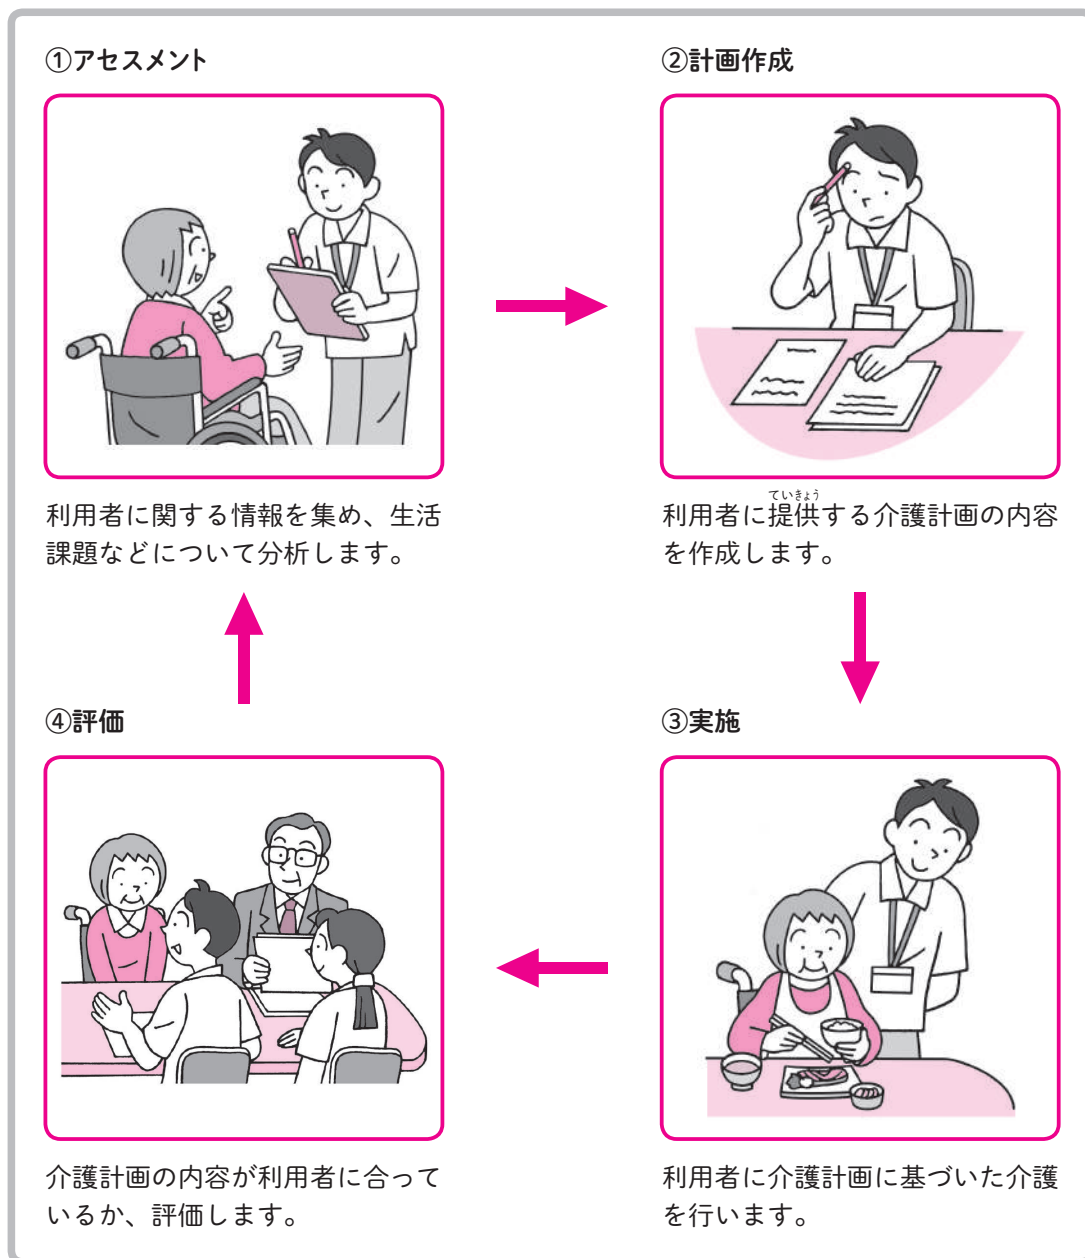 ①アセスメント
利用者に関する情報を集め、生活
課題などについて分析します。
②計画作成
ていきょう
利用者に提供する介護計画の内容
を作成します。
③実施
利用者に介護計画に基づいた介護
を行います。
④評価
介護計画の内容が利用者に合って
いるか、評価します。